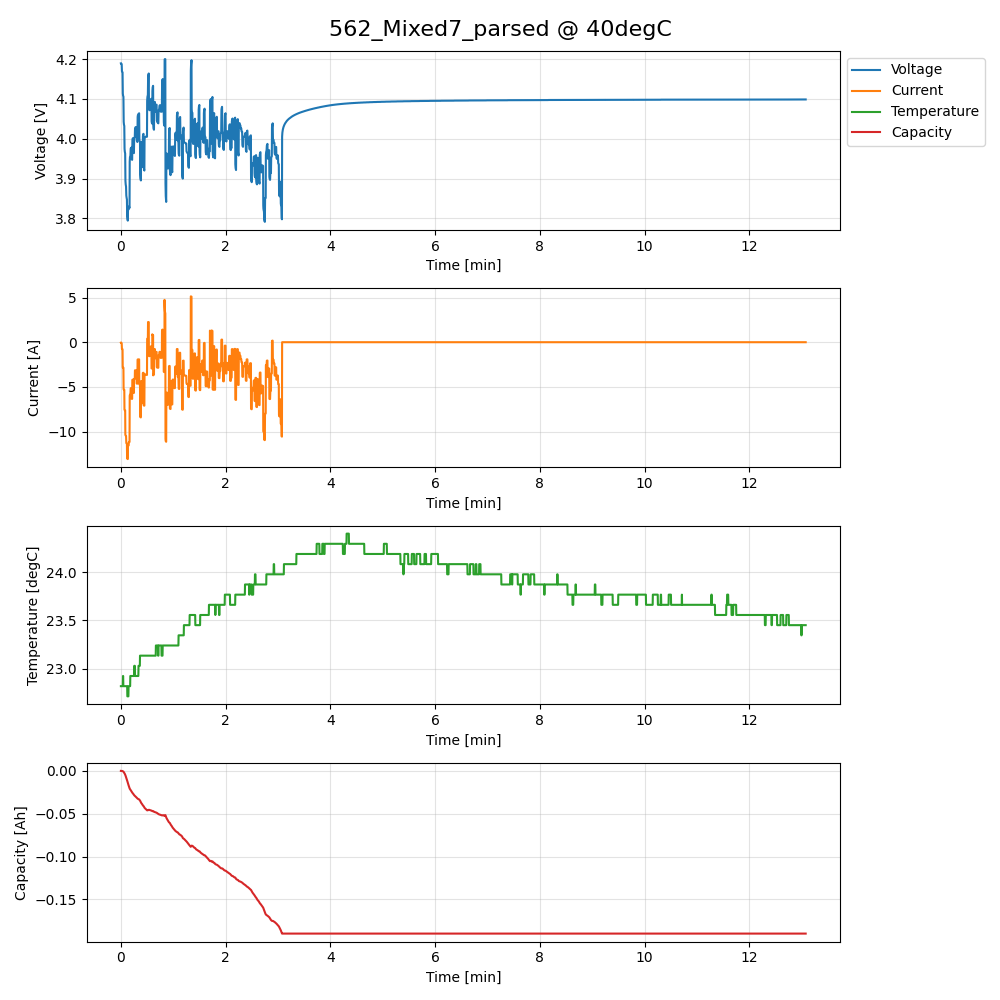 562_Mixed7_parsed @ 40degC
4.2
4.1
4.0
3.9
3.8
Voltage [V]
0 2 4 6 8 10 12
Time [min]
Voltage
Current
Temperature
Capacity
5
0
−5
−10
Current [A]
0 2 4 6 8 10 12
Time [min]
24.0
23.5
23.0
Temperature [degC]
0 2 4 6 8 10 12
Time [min]
0.00
−0.05
−0.10
−0.15
Capacity [Ah]
0 2 4 6 8 10 12
Time [min]